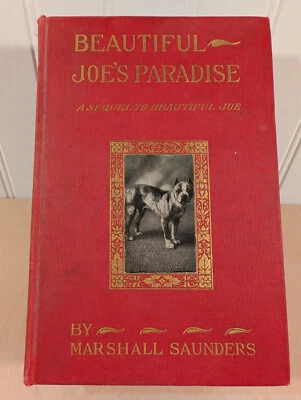 BEAUTIFUL
JOE'S PARADISE
A SEQUEL TO BEAUTIFUL JOE
BY
MARSHALL SAUNDERS